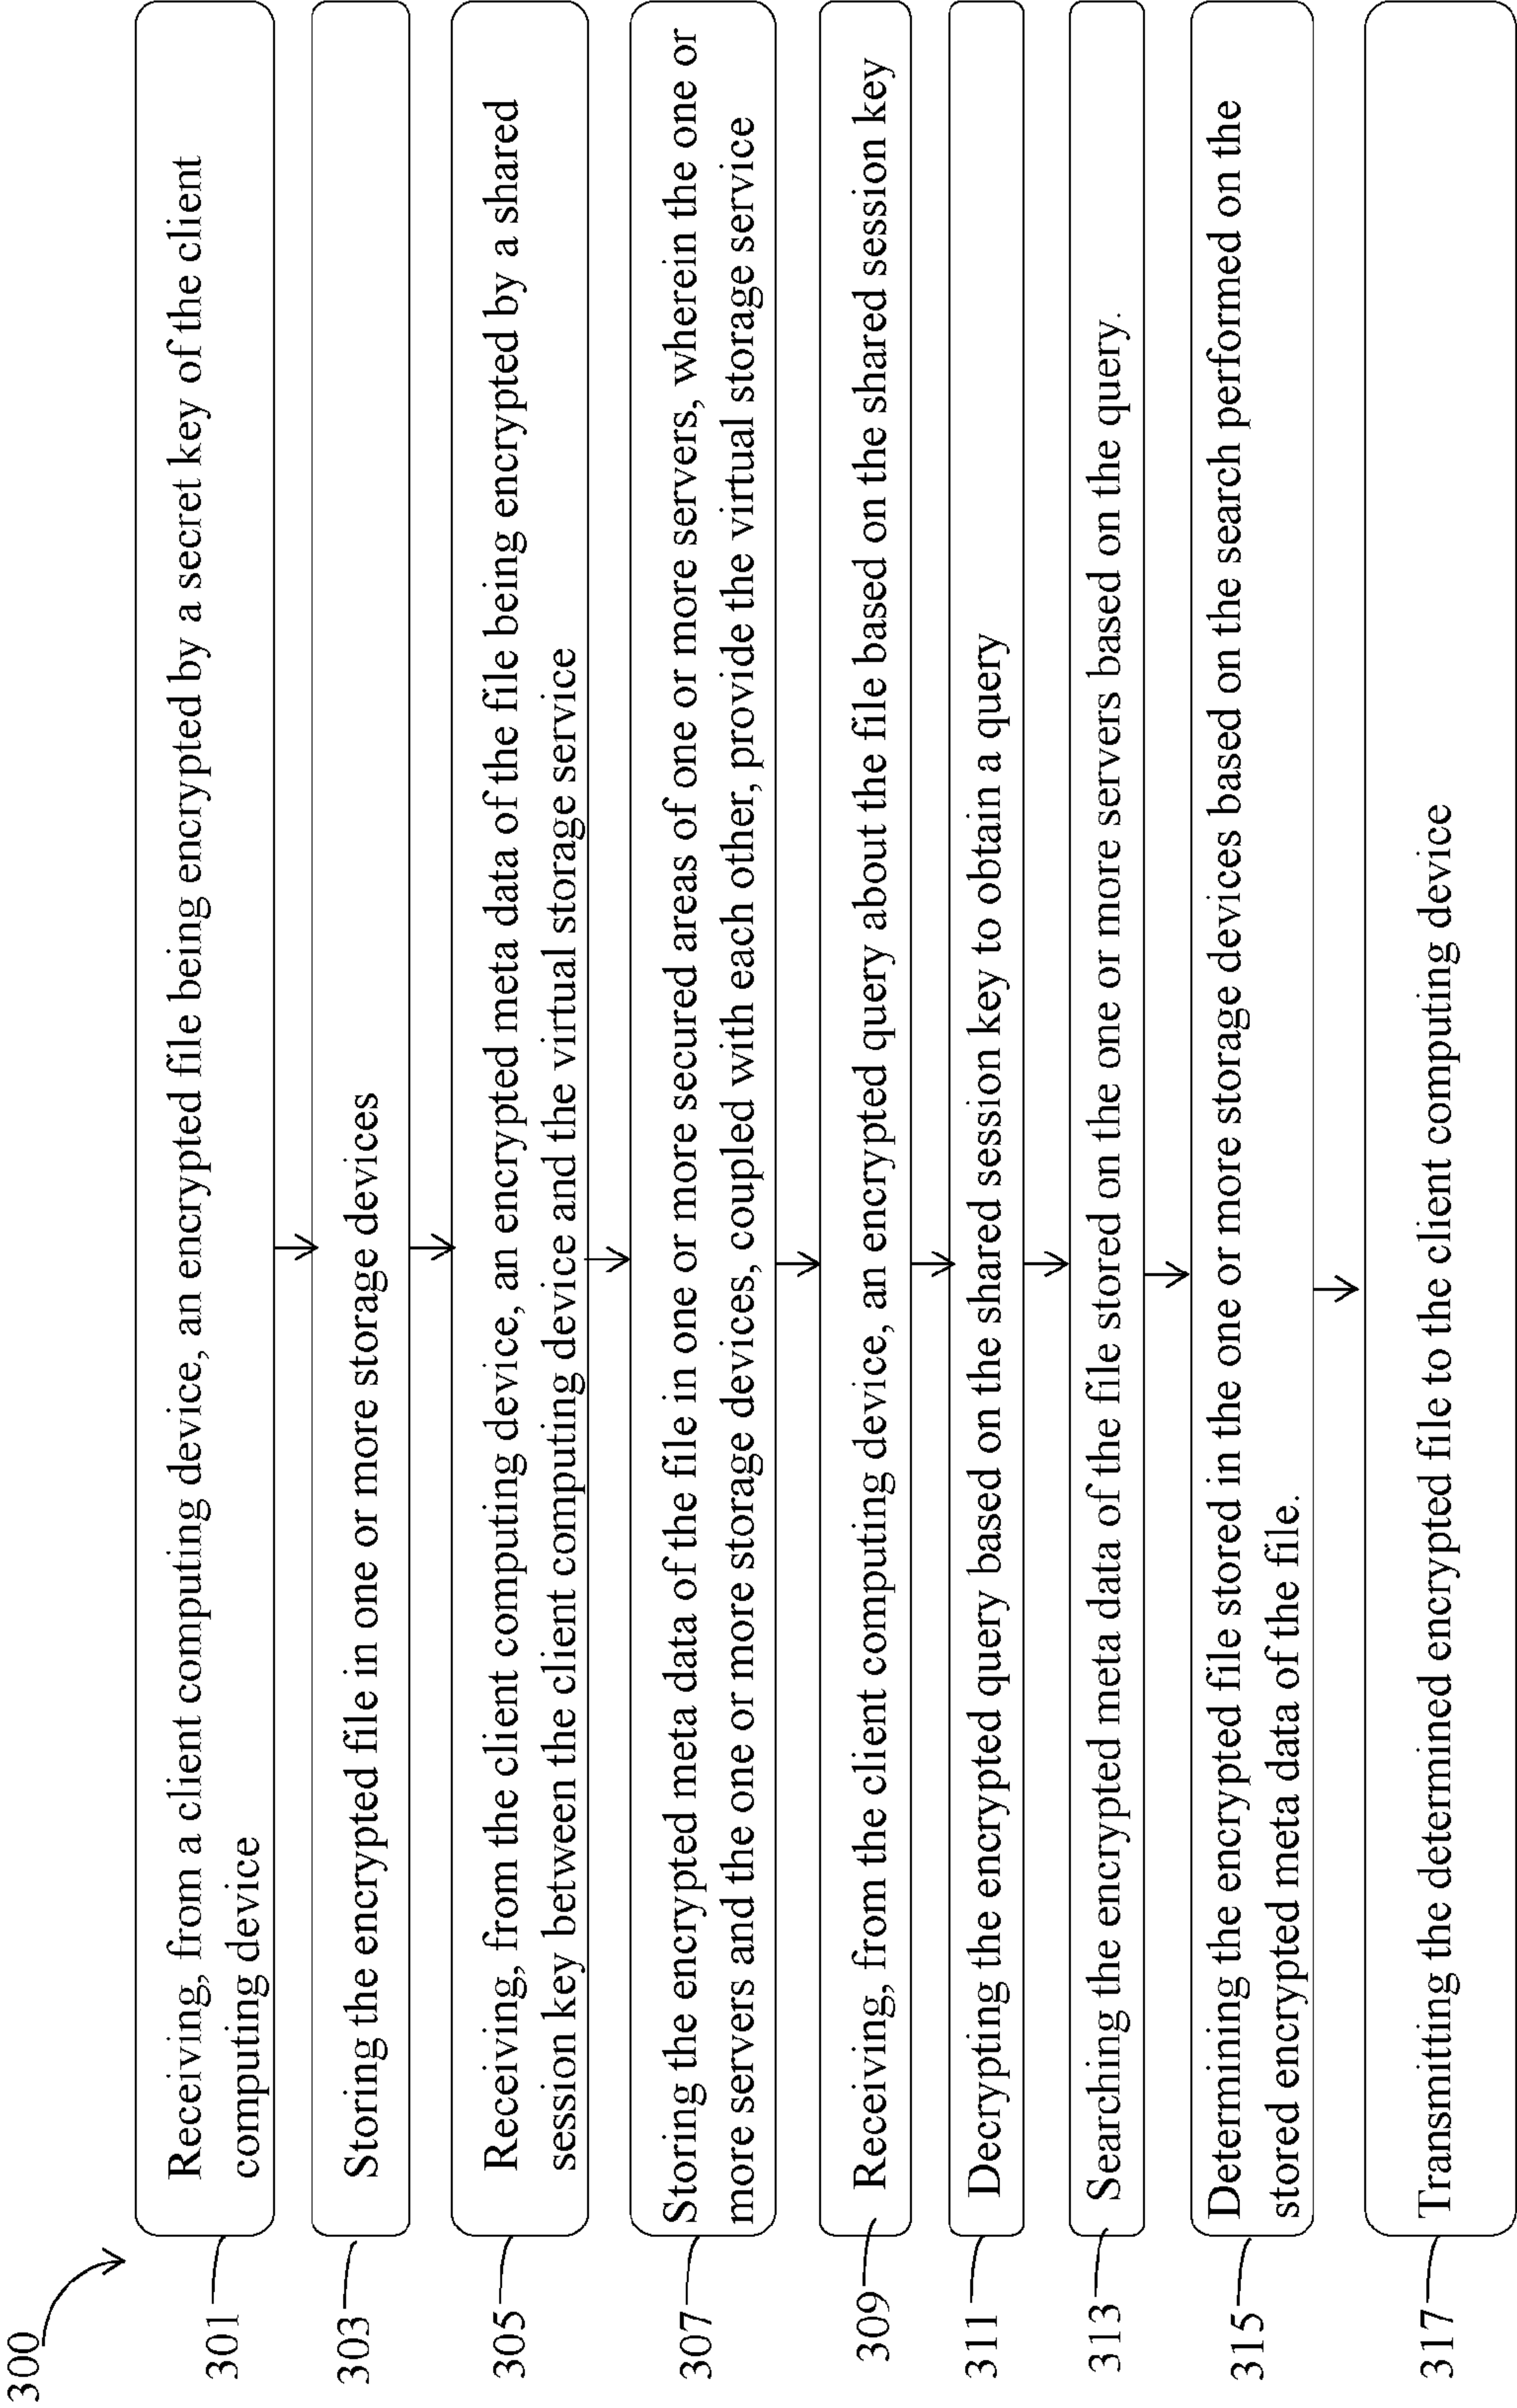 300
301
Receiving, from a client computing device, an encrypted file being encrypted by a secret key of the client
computing device
303
Storing the encrypted file in one or more storage devices
305
Receiving, from the client computing device, an encrypted meta data of the file being encrypted by a shared
session key between the client computing device and the virtual storage service
307
Storing the encrypted meta data of the file in one or more secured areas of one or more servers, wherein the one or
more servers and the one or more storage devices, coupled with each other, provide the virtual storage service
309
Receiving, from the client computing device, an encrypted query about the file based on the shared session key
311
Decrypting the encrypted query based on the shared session key to obtain a query
313
Searching the encrypted meta data of the file stored on the one or more servers based on the query.
315
Determining the encrypted file stored in the one or more storage devices based on the search performed on the
stored encrypted meta data of the file.
317
Transmitting the determined encrypted file to the client computing device